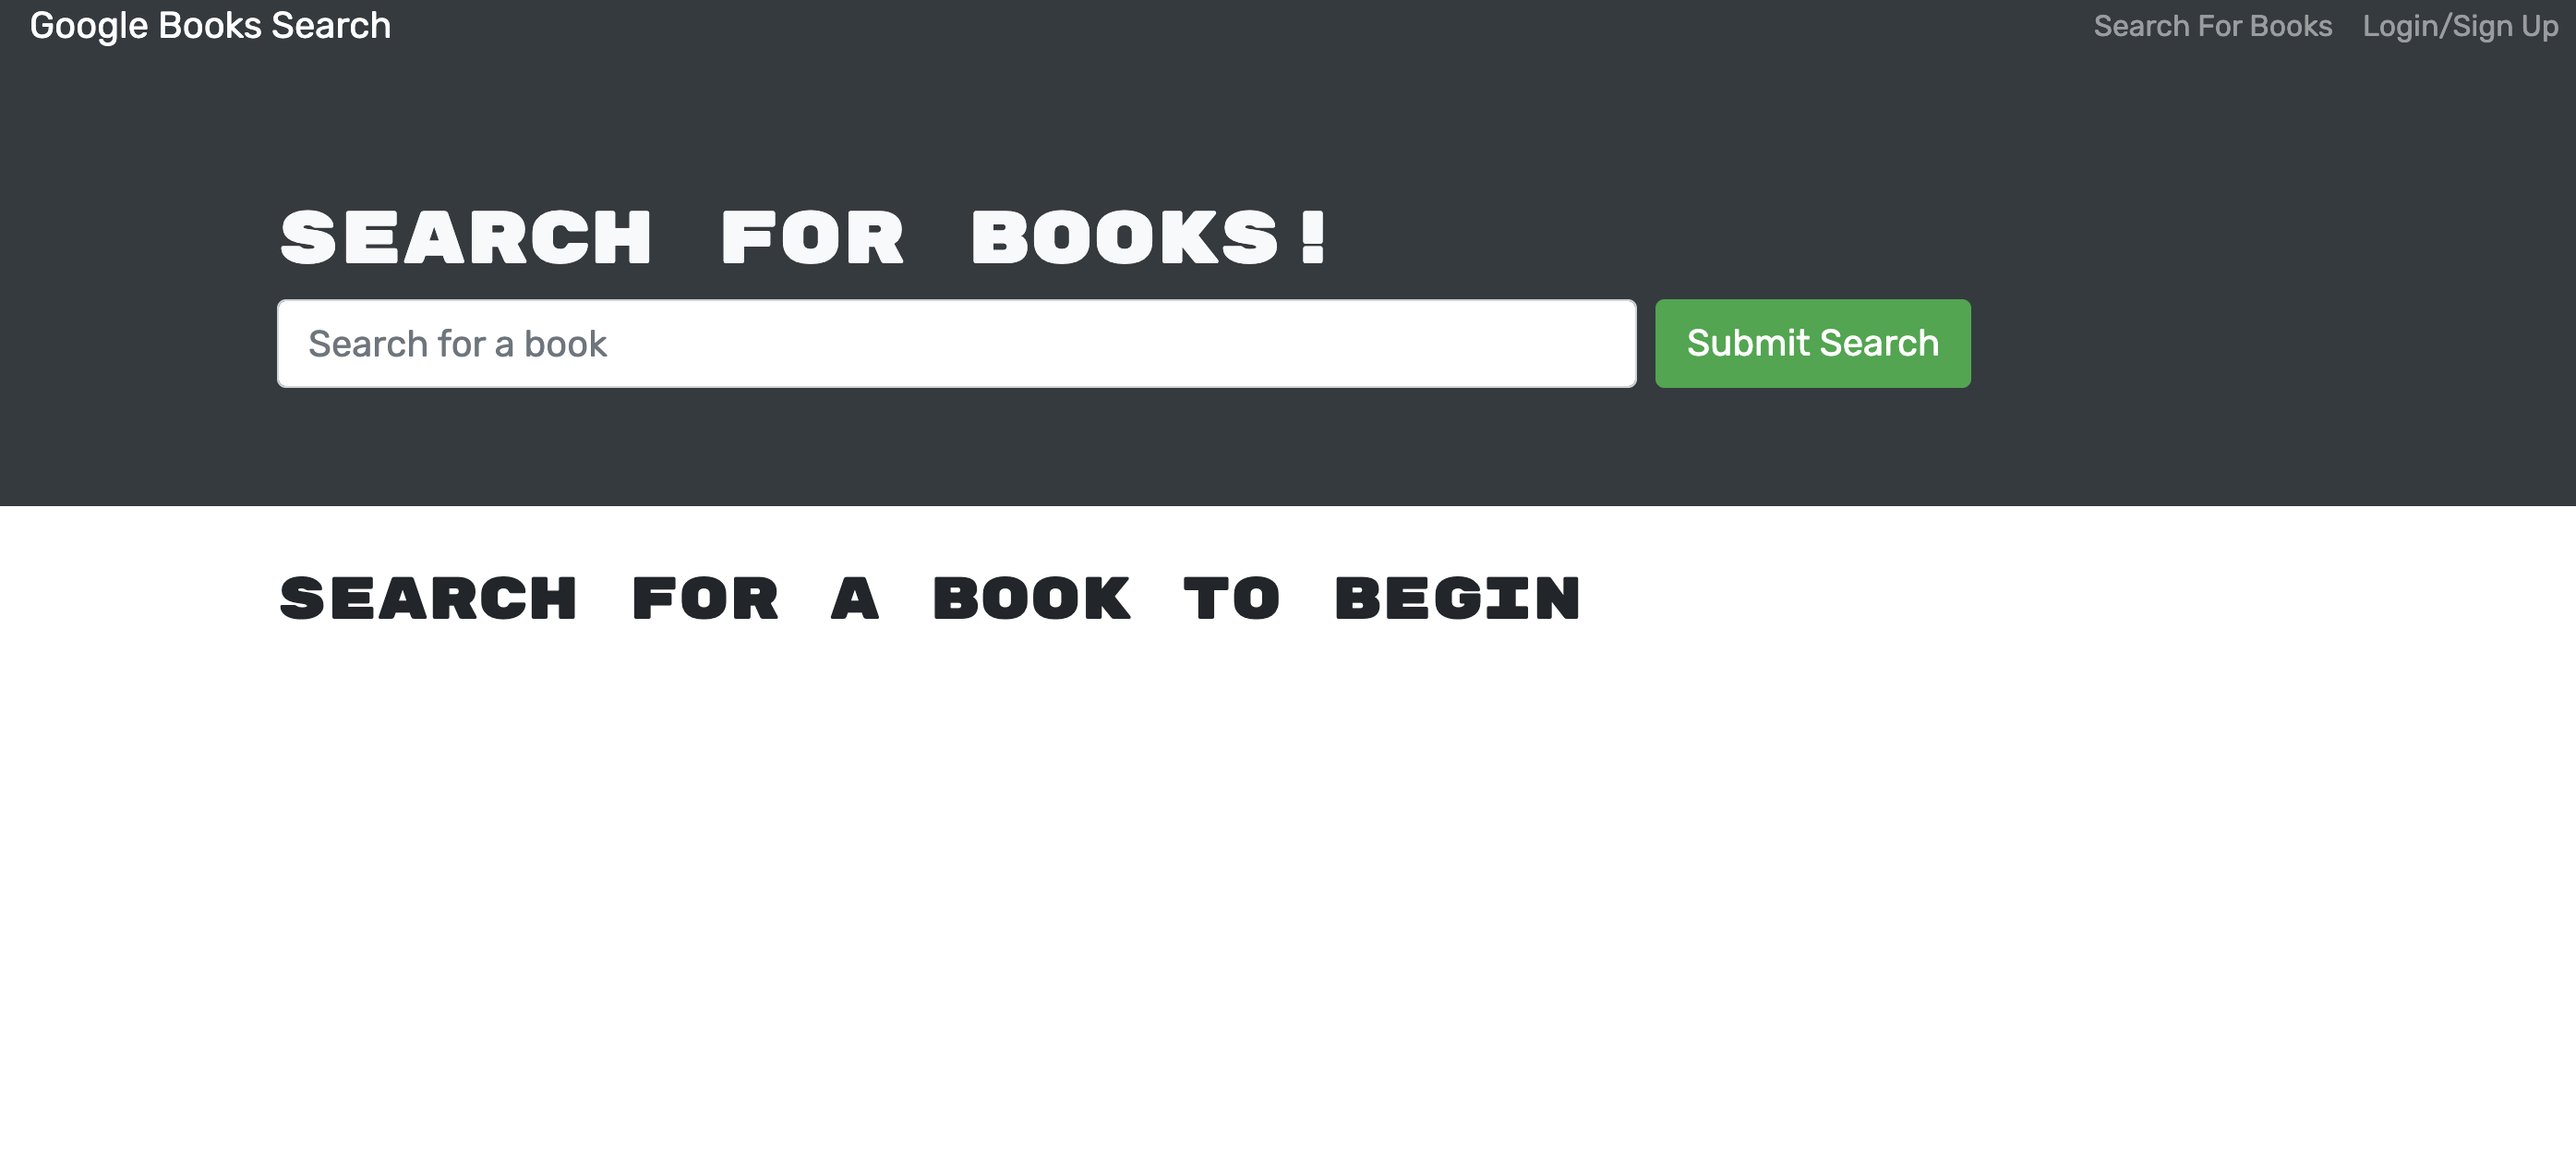 Google Books Search
Search For Books
Login/Sign Up
SEARCH FOR BOOKS!
Search for a book
Submit Search
SEARCH FOR A BOOK TO BEGIN